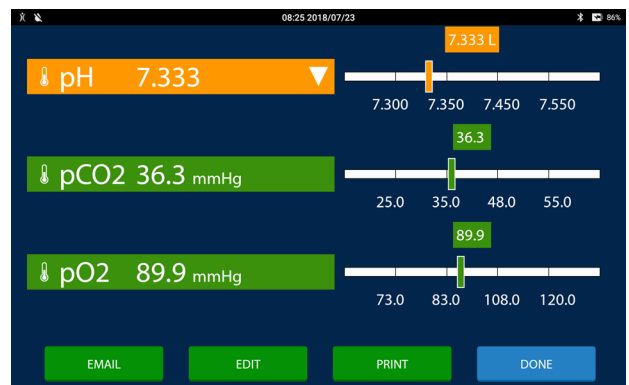 08:25 2018/07/23
86%
7.333 L
pH 7.333
7.300 7.350 7.450 7.550
36.3
pCO2 36.3 mmHg
25.0 35.0 48.0 55.0
89.9
pO2 89.9 mmHg
73.0 83.0 108.0 120.0
EMAIL EDIT PRINT DONE